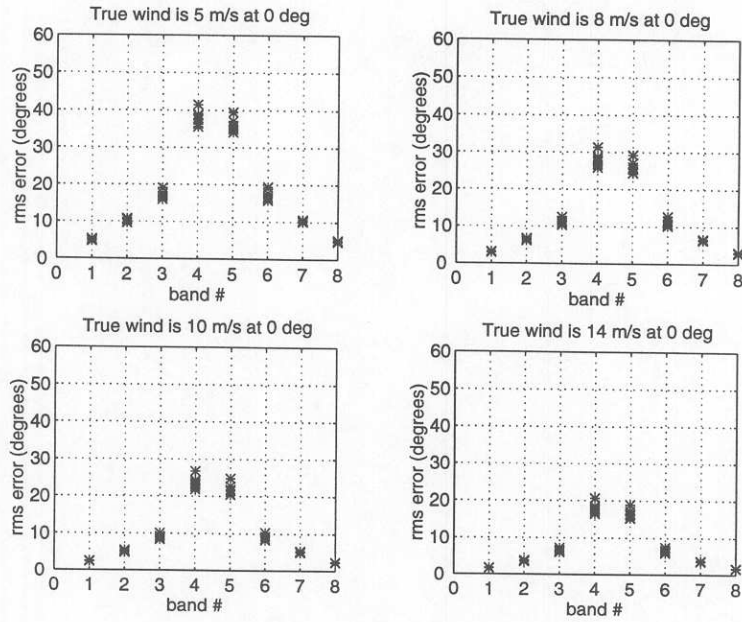 True wind is 5 m/s at 0 deg
60
50
40
30
20
10
0
rms error (degrees)
0 1 2 3 4 5 6 7 8
band #
True wind is 8 m/s at 0 deg
60
50
40
30
20
10
0
rms error (degrees)
0 1 2 3 4 5 6 7 8
band #
True wind is 10 m/s at 0 deg
60
50
40
30
20
10
0
rms error (degrees)
0 1 2 3 4 5 6 7 8
band #
True wind is 14 m/s at 0 deg
60
50
40
30
20
10
0
rms error (degrees)
0 1 2 3 4 5 6 7 8
band #